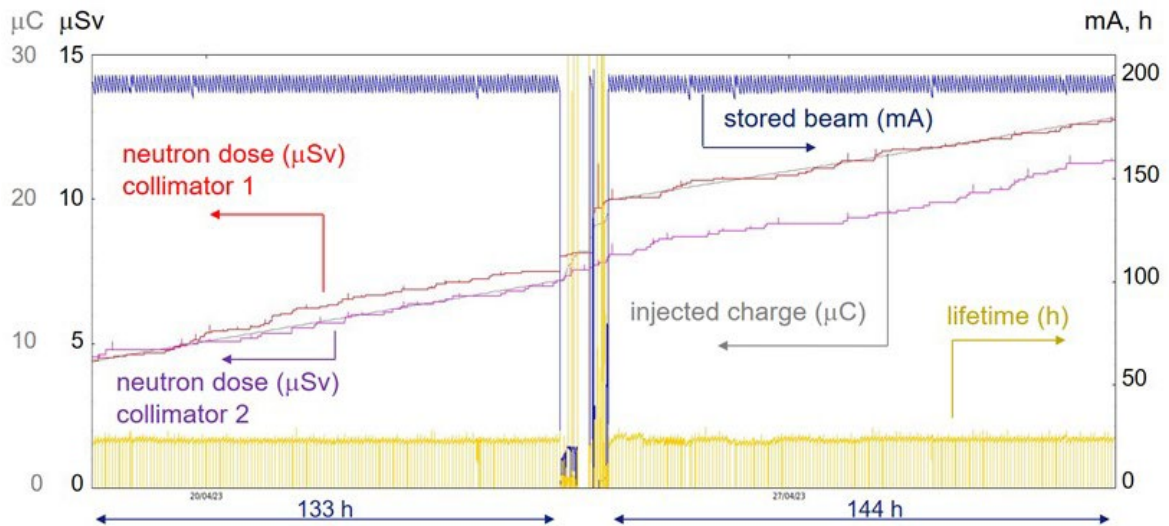 μC μSv mA, h
30 15 200
stored beam (mA)
neutron dose (μSv)
collimator 1
20 10 150
100
injected charge (μC) lifetime (h)
10 5
neutron dose (μSv)
collimator 2
50
0 0 0
20/04/23 27/04/23
133 h 144 h